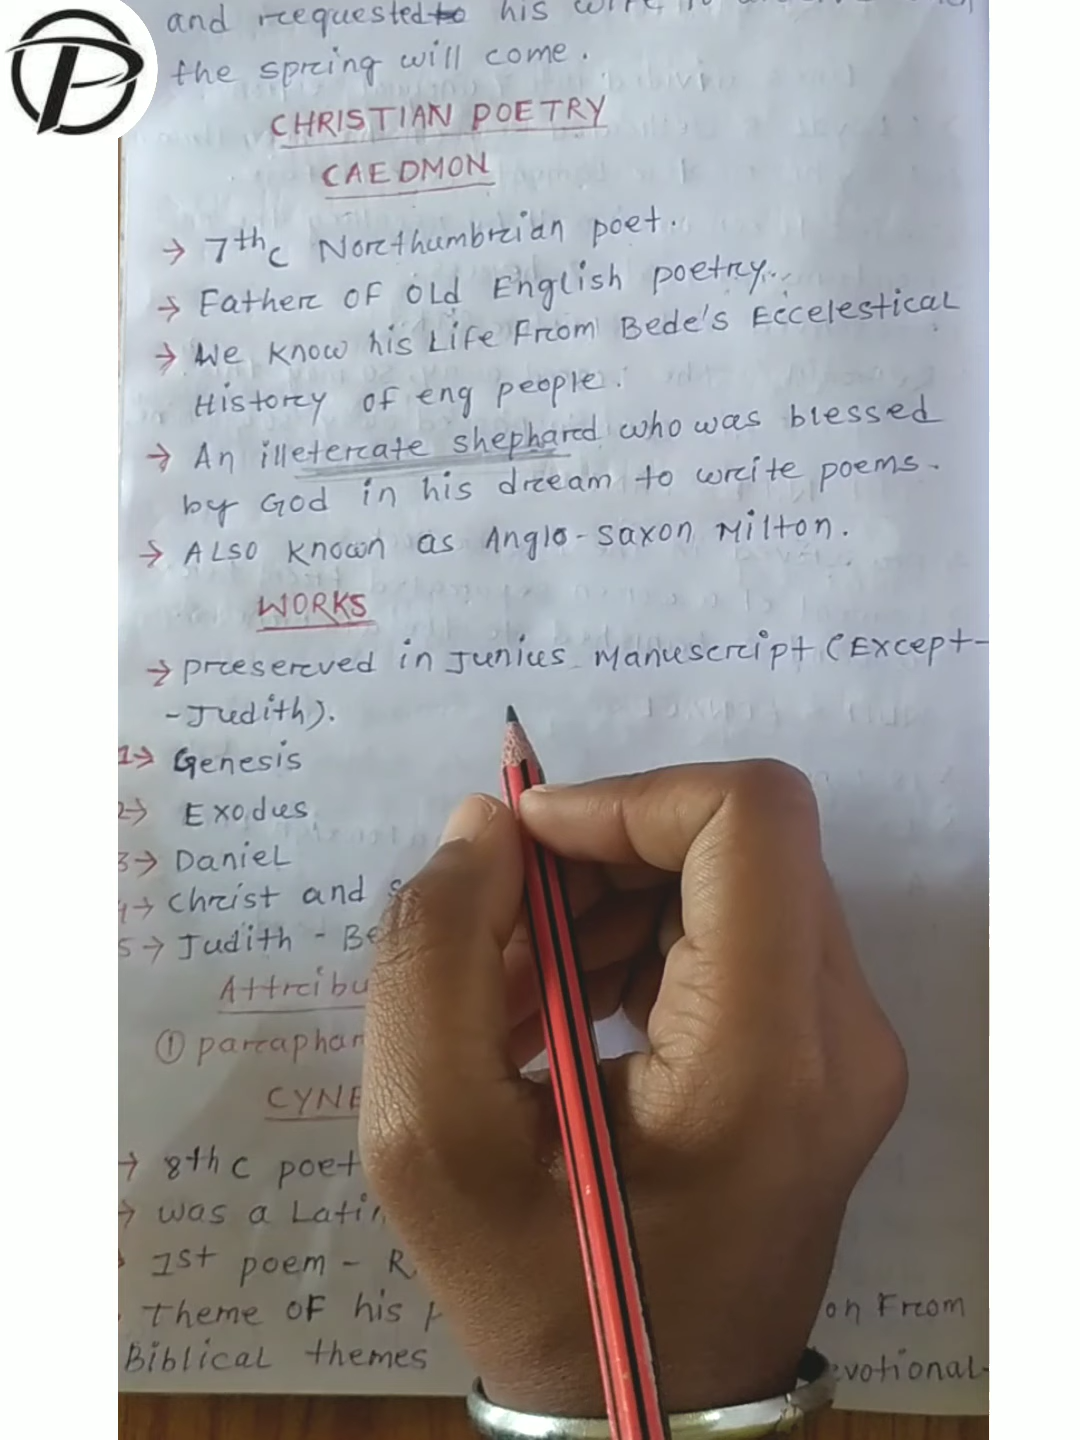 and requested to his
the spring will come.
CHRISTIAN POETRY
CAEDMON
→ 7th c Northumbrian poet.
→ Father OF OLd English poetry.
→ We know his Life From Bede's Eccelestical
History of eng people.
→ An illeterate shephard who was blessed
by God in his dream to write poems.
→ ALSO known as Anglo-Saxon Milton.
WORKS
→ preserved in Junius Manuscript (Except-
-Judith).
1→ Genesis
2→ Exodus
3→ DanieL
4→ Christ and
5→ Judith -
① 
→ 8th c poet
→ was a
1st poem -
Theme OF his
on From
BiblicaL themes